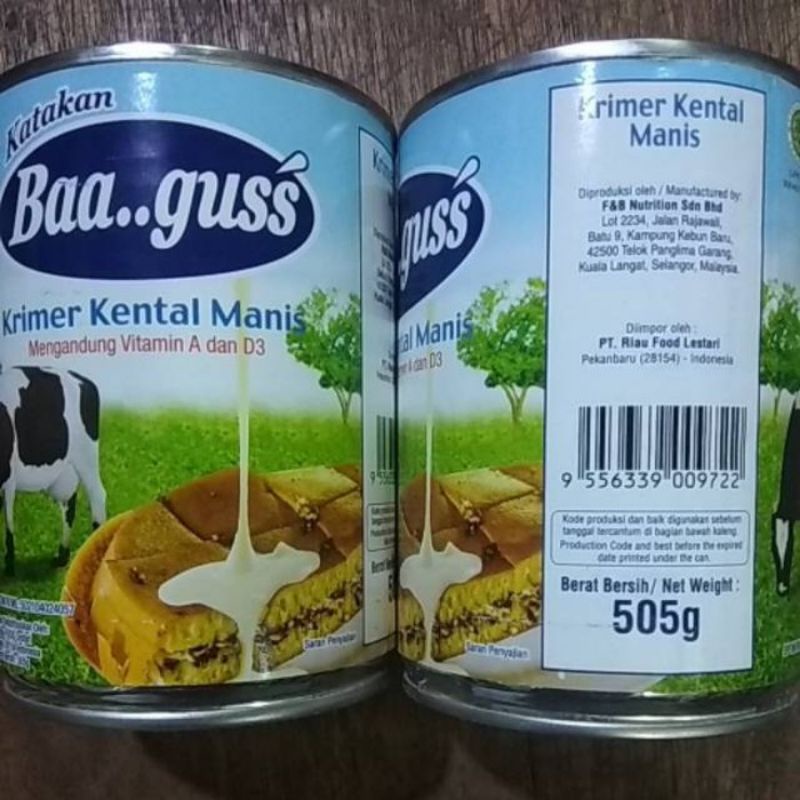 Katakan
Baa..guss
Krimer Kental Manis
Mengandung Vitamin A dan D3
Saran Penyajian
guss
Manis
A dan D3
Saran Penyajian
Krimer Kental
Manis
Diproduksi oleh / Manufactured by:
F&B Nutrition Sdn Bhd
Lot 2234, Jalan Rajawali,
Batu 9, Kampung Kebun Baru,
42500 Telok Panglima Garang,
Kuala Langat, Selangor, Malaysia.
Diimpor oleh :
PT. Riau Food Lestari
Pekanbaru (28154) - Indonesia
9 556339 009722
Kode produksi dan baik digunakan sebelum
tanggal tercantum di bagian bawah kaleng.
Production Code and best before the expired
date printed under the can.
Berat Bersih/ Net Weight :
505g